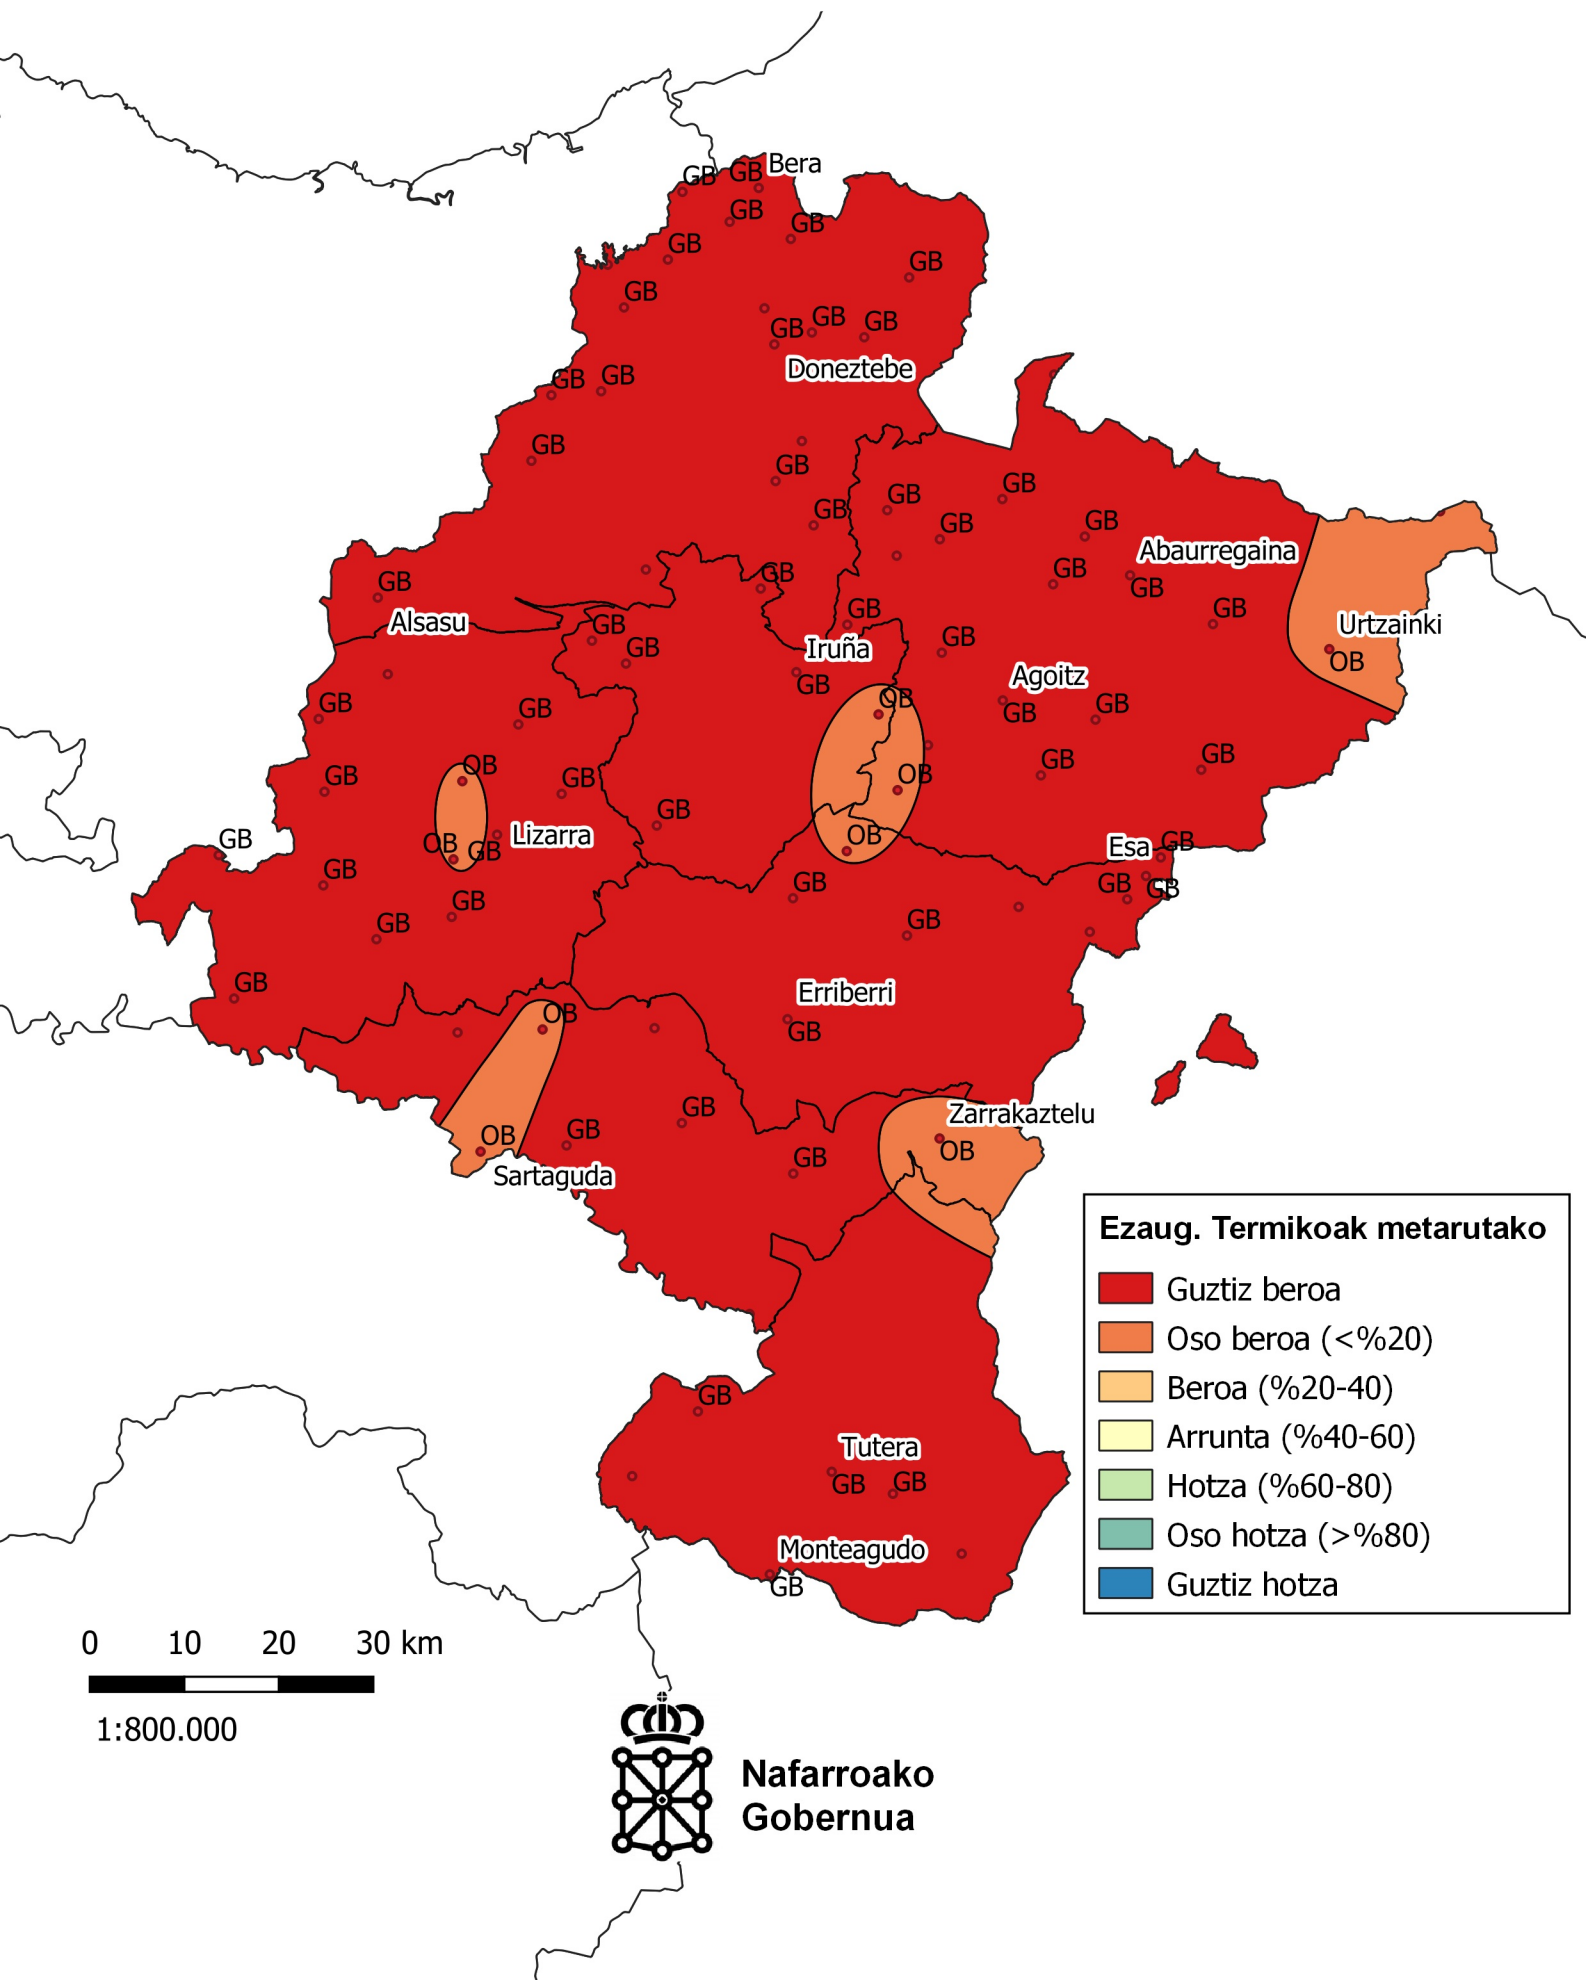 GB GB Bera
GB
GB
GB
GB
GB
GB GB GB
Doneztebe
GB GB
GB
GB
GB
GB
GB
GB
GB
Abaurregaina
GB
GB
GB
GB
GB
GB
Alsasu
GB
Urtzainki
GB
GB
Iruña
OB
GB
Agoitz
GB
OB
GB
GB
GB
GB
GB
GB
OB
GB
GB
OB
GB
GB
Lizarra
OB
OB GB
GB
Esa
GB
GB
GB
GB
GB
GB
GB
GB
GB
Erriberri
OB
GB
GB
Zarrakaztelu
OB
GB
OB
GB
Sartaguda
Ezaug. Termikoak metarutako
Guztiz beroa
Oso beroa (<%20)
Beroa (%20-40)
Arrunta (%40-60)
Hotza (%60-80)
Oso hotza (>%80)
Guztiz hotza
GB
Tutera
GB GB
Monteagudo
GB
0 10 20 30 km
1:800.000
Nafarroako
Gobernua